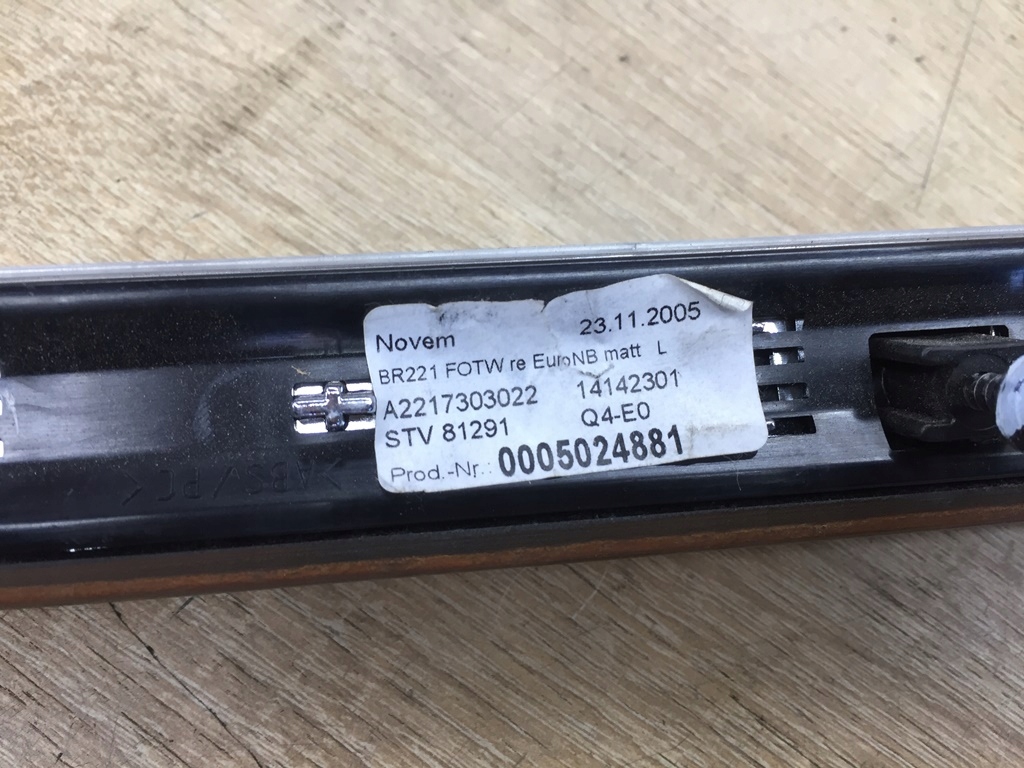 Novem 23.11.2005
BR221 FOTW re EuroNB matt L
A2217303022 14142301
STV 81291 Q4-E0
Prod.-Nr.: 0005024881
>ABS/PC<